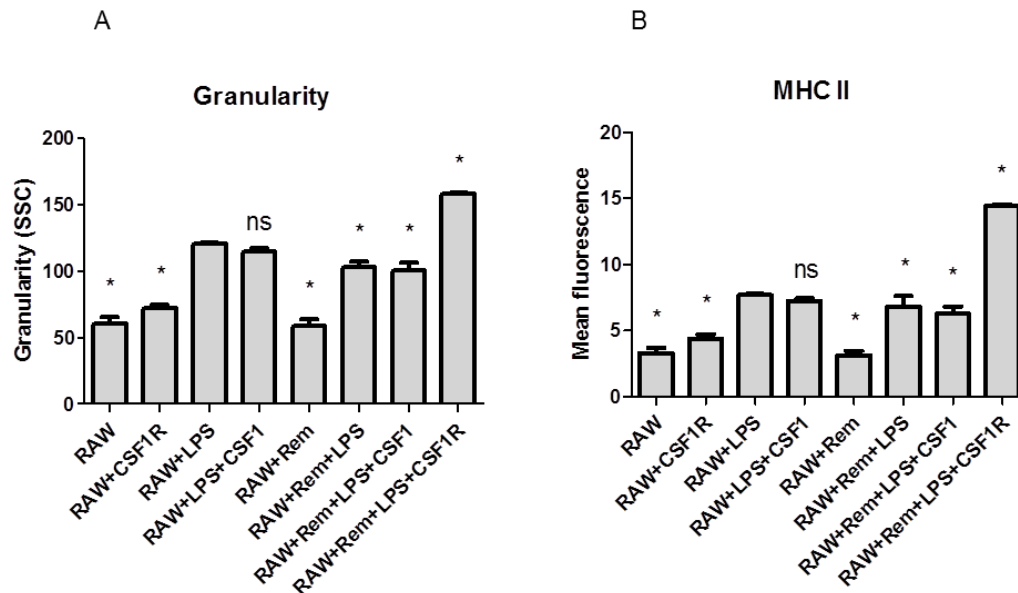 A
Granularity
Granularity (SSC)
200
150
100
50
0
*
*
ns
*
*
*
*
RAW
RAW+CSF1R
RAW+LPS
RAW+LPS+CSF1
RAW+Rem
RAW+Rem+LPS
RAW+Rem+LPS+CSF1
RAW+Rem+LPS+CSF1R
B
MHC II
Mean fluorescence
20
15
10
5
0
*
*
ns
*
*
*
*
RAW
RAW+CSF1R
RAW+LPS
RAW+LPS+CSF1
RAW+Rem
RAW+Rem+LPS
RAW+Rem+LPS+CSF1
RAW+Rem+LPS+CSF1R